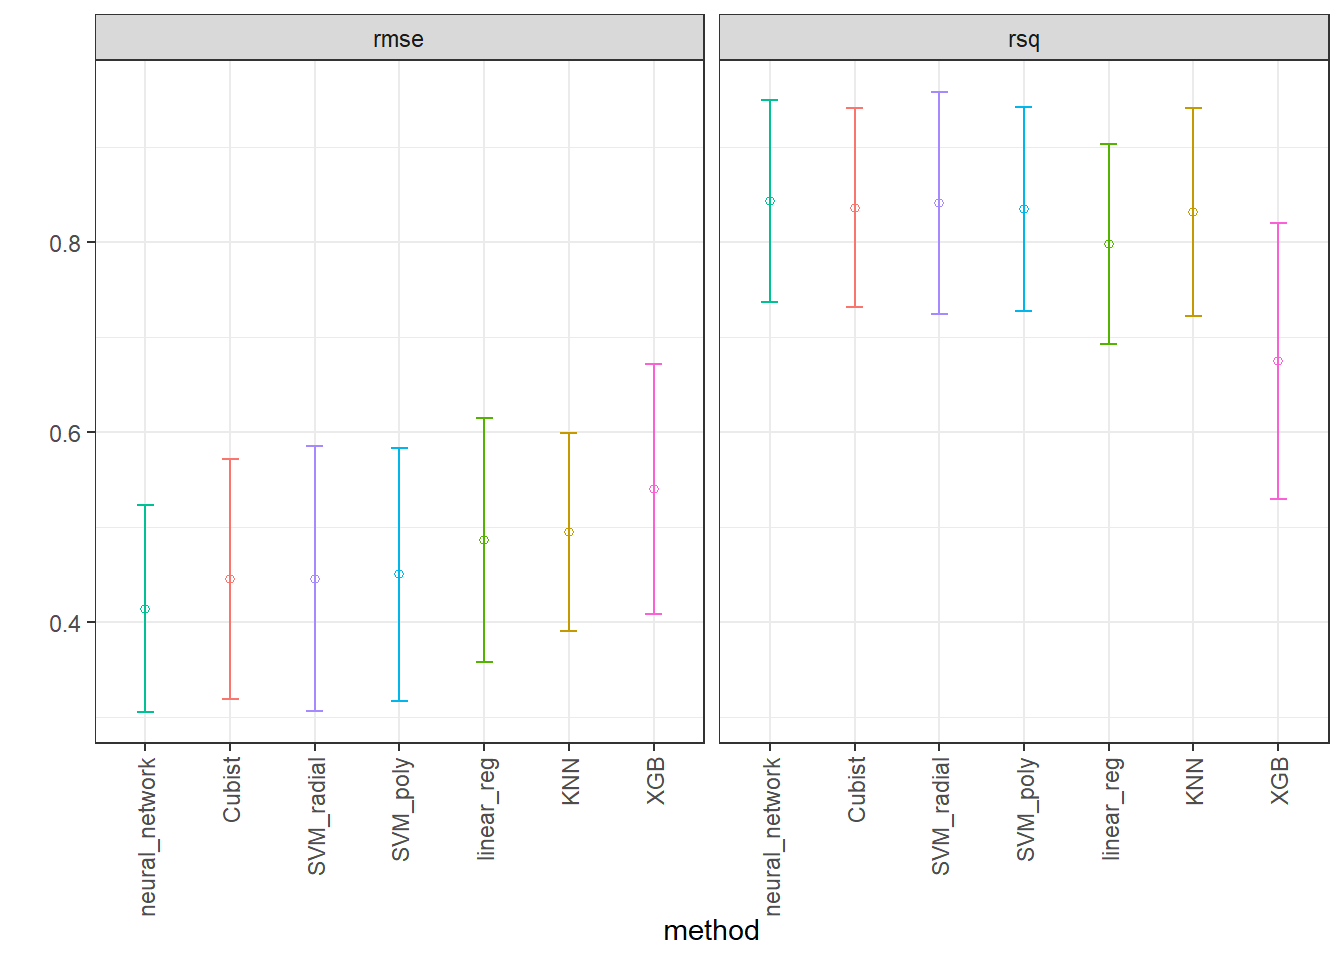 rmse
rsq
0.8
0.6
0.4
neural_network
Cubist
SVM_radial
SVM_poly
linear_reg
KNN
XGB
neural_network
Cubist
SVM_radial
SVM_poly
linear_reg
KNN
XGB
method